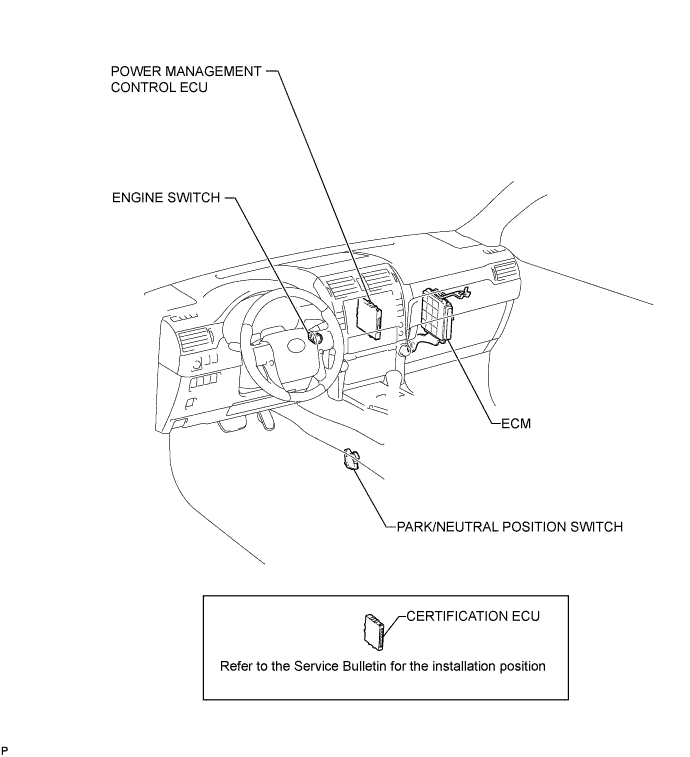 POWER MANAGEMENT
CONTROL ECU
ENGINE SWITCH
ECM
PARK/NEUTRAL POSITION SWITCH
CERTIFICATION ECU
Refer to the Service Bulletin for the installation position
P